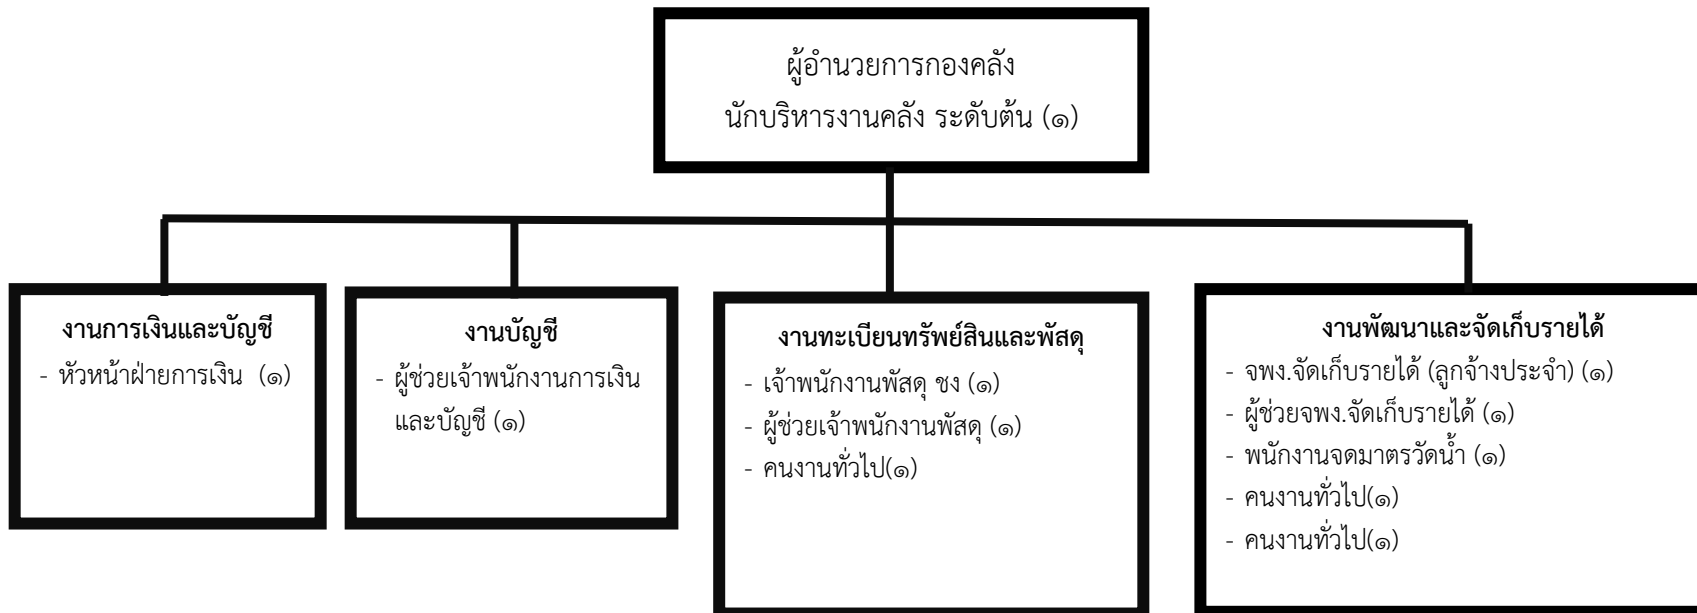 ผู้อำนวยการกองคลัง
นักบริหารงานคลัง ระดับต้น (๑)
งานการเงินและบัญชี
- หัวหน้าฝ่ายการเงิน (๑)
งานบัญชี
- ผู้ช่วยเจ้าพนักงานการเงิน
และบัญชี (๑)
งานทะเบียนทรัพย์สินและพัสดุ
- เจ้าพนักงานพัสดุ ชง (๑)
- ผู้ช่วยเจ้าพนักงานพัสดุ (๑)
- คนงานทั่วไป(๑)
งานพัฒนาและจัดเก็บรายได้
- จพง.จัดเก็บรายได้ (ลูกจ้างประจำ) (๑)
- ผู้ช่วยจพง.จัดเก็บรายได้ (๑)
- พนักงานจดมาตรวัดน้ำ (๑)
- คนงานทั่วไป(๑)
- คนงานทั่วไป(๑)